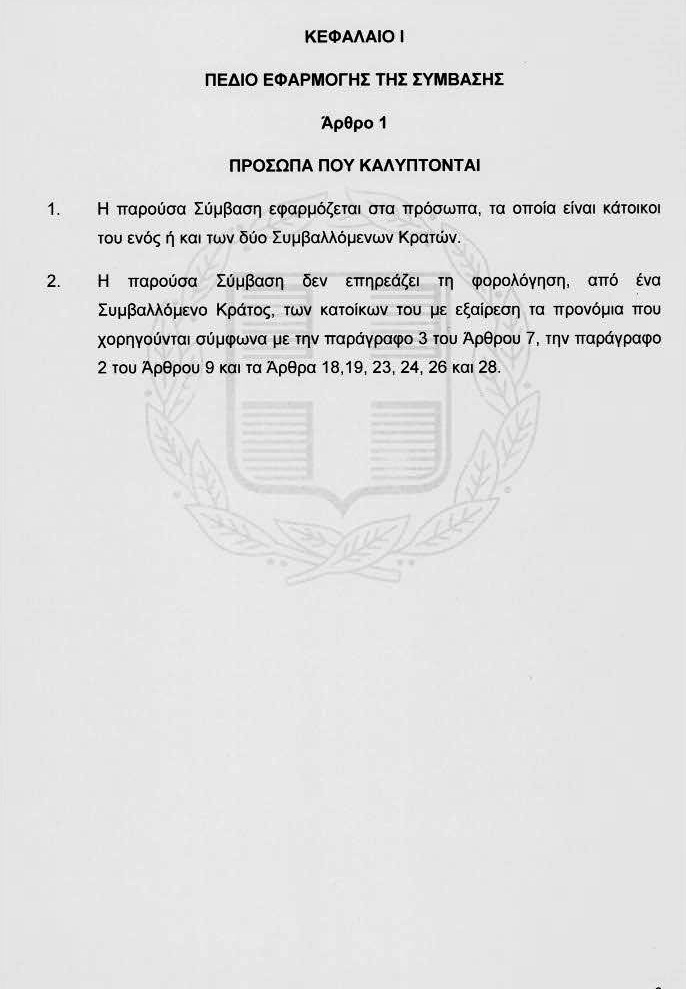 ΚΕΦΑΛΑΙΟ Ι
ΠΕΔΙΟ ΕΦΑΡΜΟΓΗΣ ΤΗΣ ΣΥΜΒΑΣΗΣ
Άρθρο 1
ΠΡΟΣΩΠΑ ΠΟΥ ΚΑΛΥΠΤΟΝΤΑΙ
1. Η παρούσα Σύμβαση εφαρμόζεται στα πρόσωπα, τα οποία είναι κάτοικοι
του ενός ή και των δύο Συμβαλλόμενων Κρατών.
2. Η παρούσα Σύμβαση δεν επηρεάζει τη φορολόγηση, από ένα
Συμβαλλόμενο Κράτος, των κατοίκων του με εξαίρεση τα προνόμια που
χορηγούνται σύμφωνα με την παράγραφο 3 του Άρθρου 7, την παράγραφο
2 του Άρθρου 9 και τα Άρθρα 18,19, 23, 24, 26 και 28.